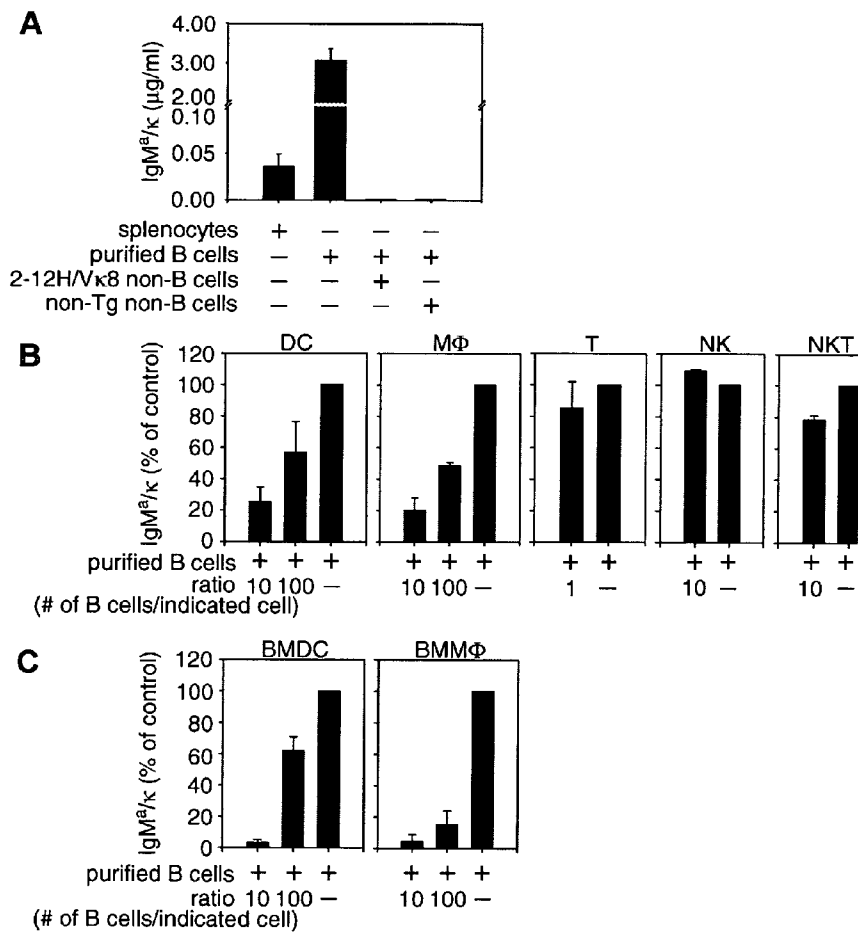 A
IgMa/κ (μg/ml)
4.00
3.00
2.00
0.10
0.05
0.00
splenocytes + − − −
purified B cells − + + +
2-12H/Vκ8 non-B cells − − + −
non-Tg non-B cells − − − +
B
DC MΦ T NK NKT
IgMa/κ (% of control)
120
100
80
60
40
20
0
purified B cells + + + + + + + + + + + +
ratio 10 100 − 10 100 − 1 − 10 − 10 −
(# of B cells/indicated cell)
C
BMDC BMMΦ
IgMa/κ (% of control)
120
100
80
60
40
20
0
purified B cells + + + + + +
ratio 10 100 − 10 100 −
(# of B cells/indicated cell)